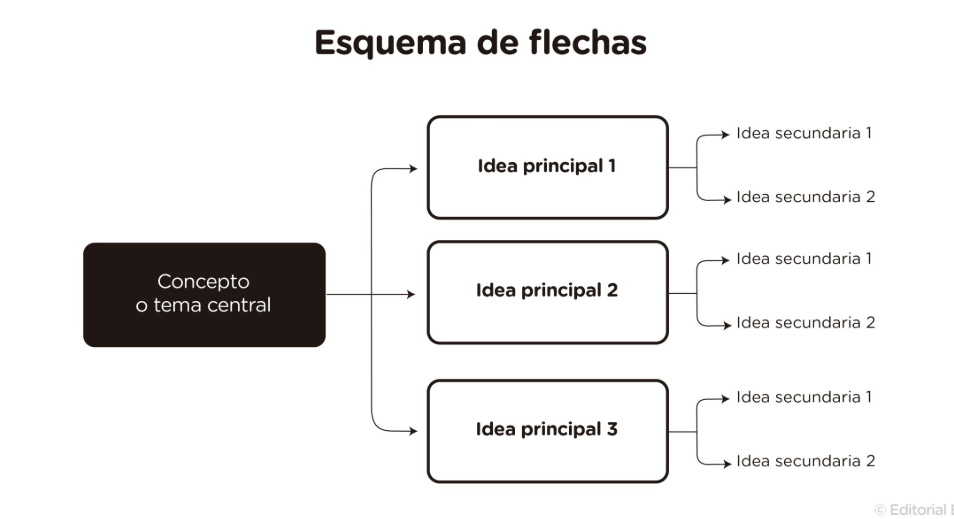 Esquema de flechas
Concepto
o tema central
Idea principal 1
Idea secundaria 1
Idea secundaria 2
Idea principal 2
Idea secundaria 1
Idea secundaria 2
Idea principal 3
Idea secundaria 1
Idea secundaria 2
© Editorial